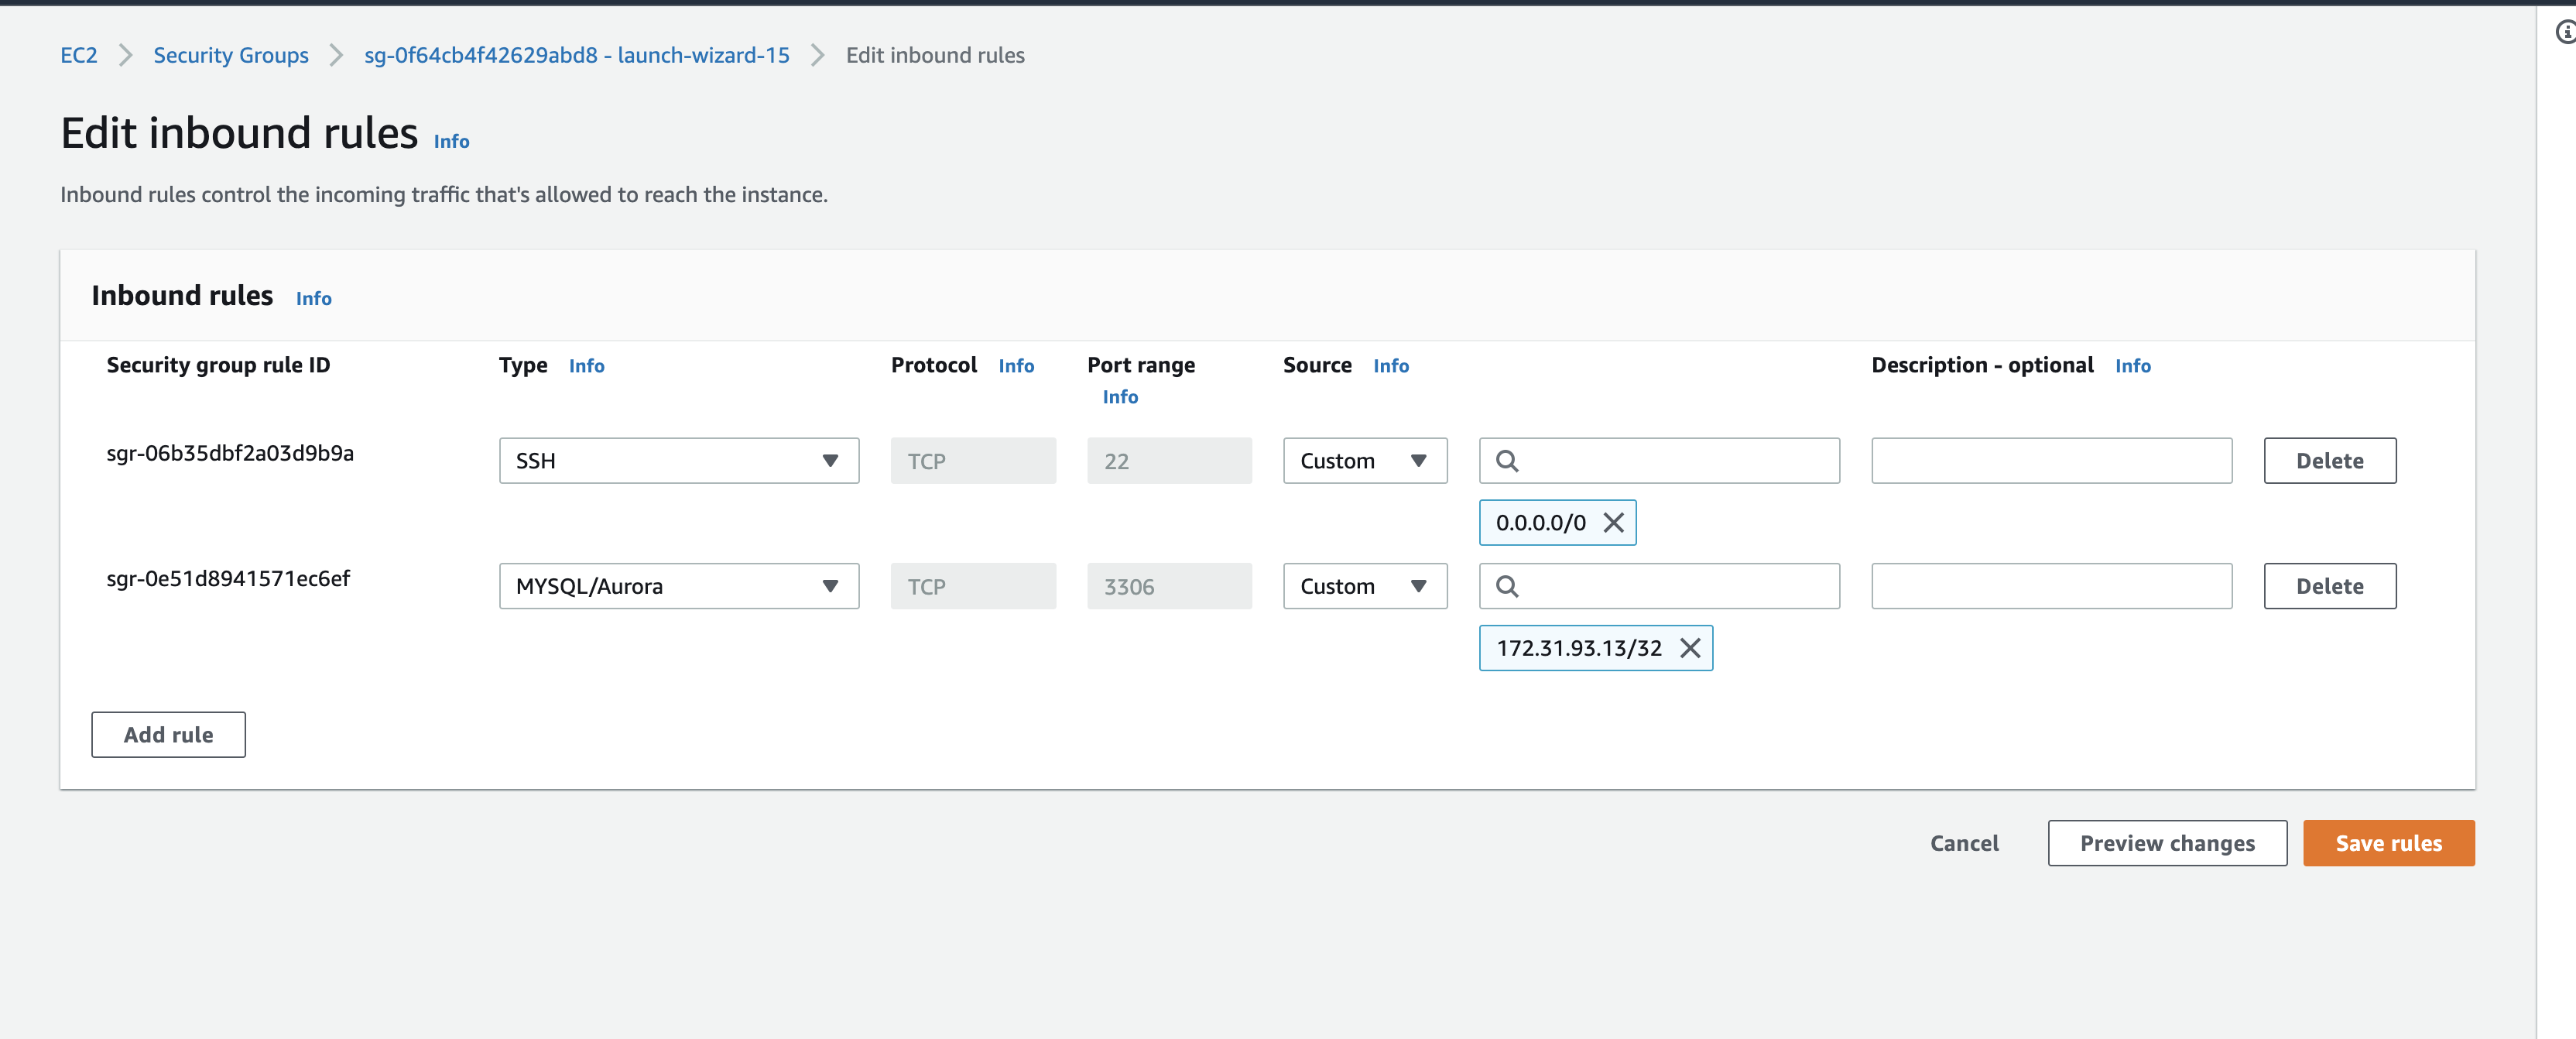 EC2 > Security Groups > sg-0f64cb4f42629abd8 - launch-wizard-15 > Edit inbound rules
Edit inbound rules Info
Inbound rules control the incoming traffic that's allowed to reach the instance.
Inbound rules Info
Security group rule ID Type Info Protocol Info Port range Info Source Info Description - optional Info
sgr-06b35dbf2a03d9b9a SSH TCP 22 Custom Delete
0.0.0.0/0
sgr-0e51d8941571ec6ef MYSQL/Aurora TCP 3306 Custom Delete
172.31.93.13/32
Add rule
Cancel Preview changes Save rules